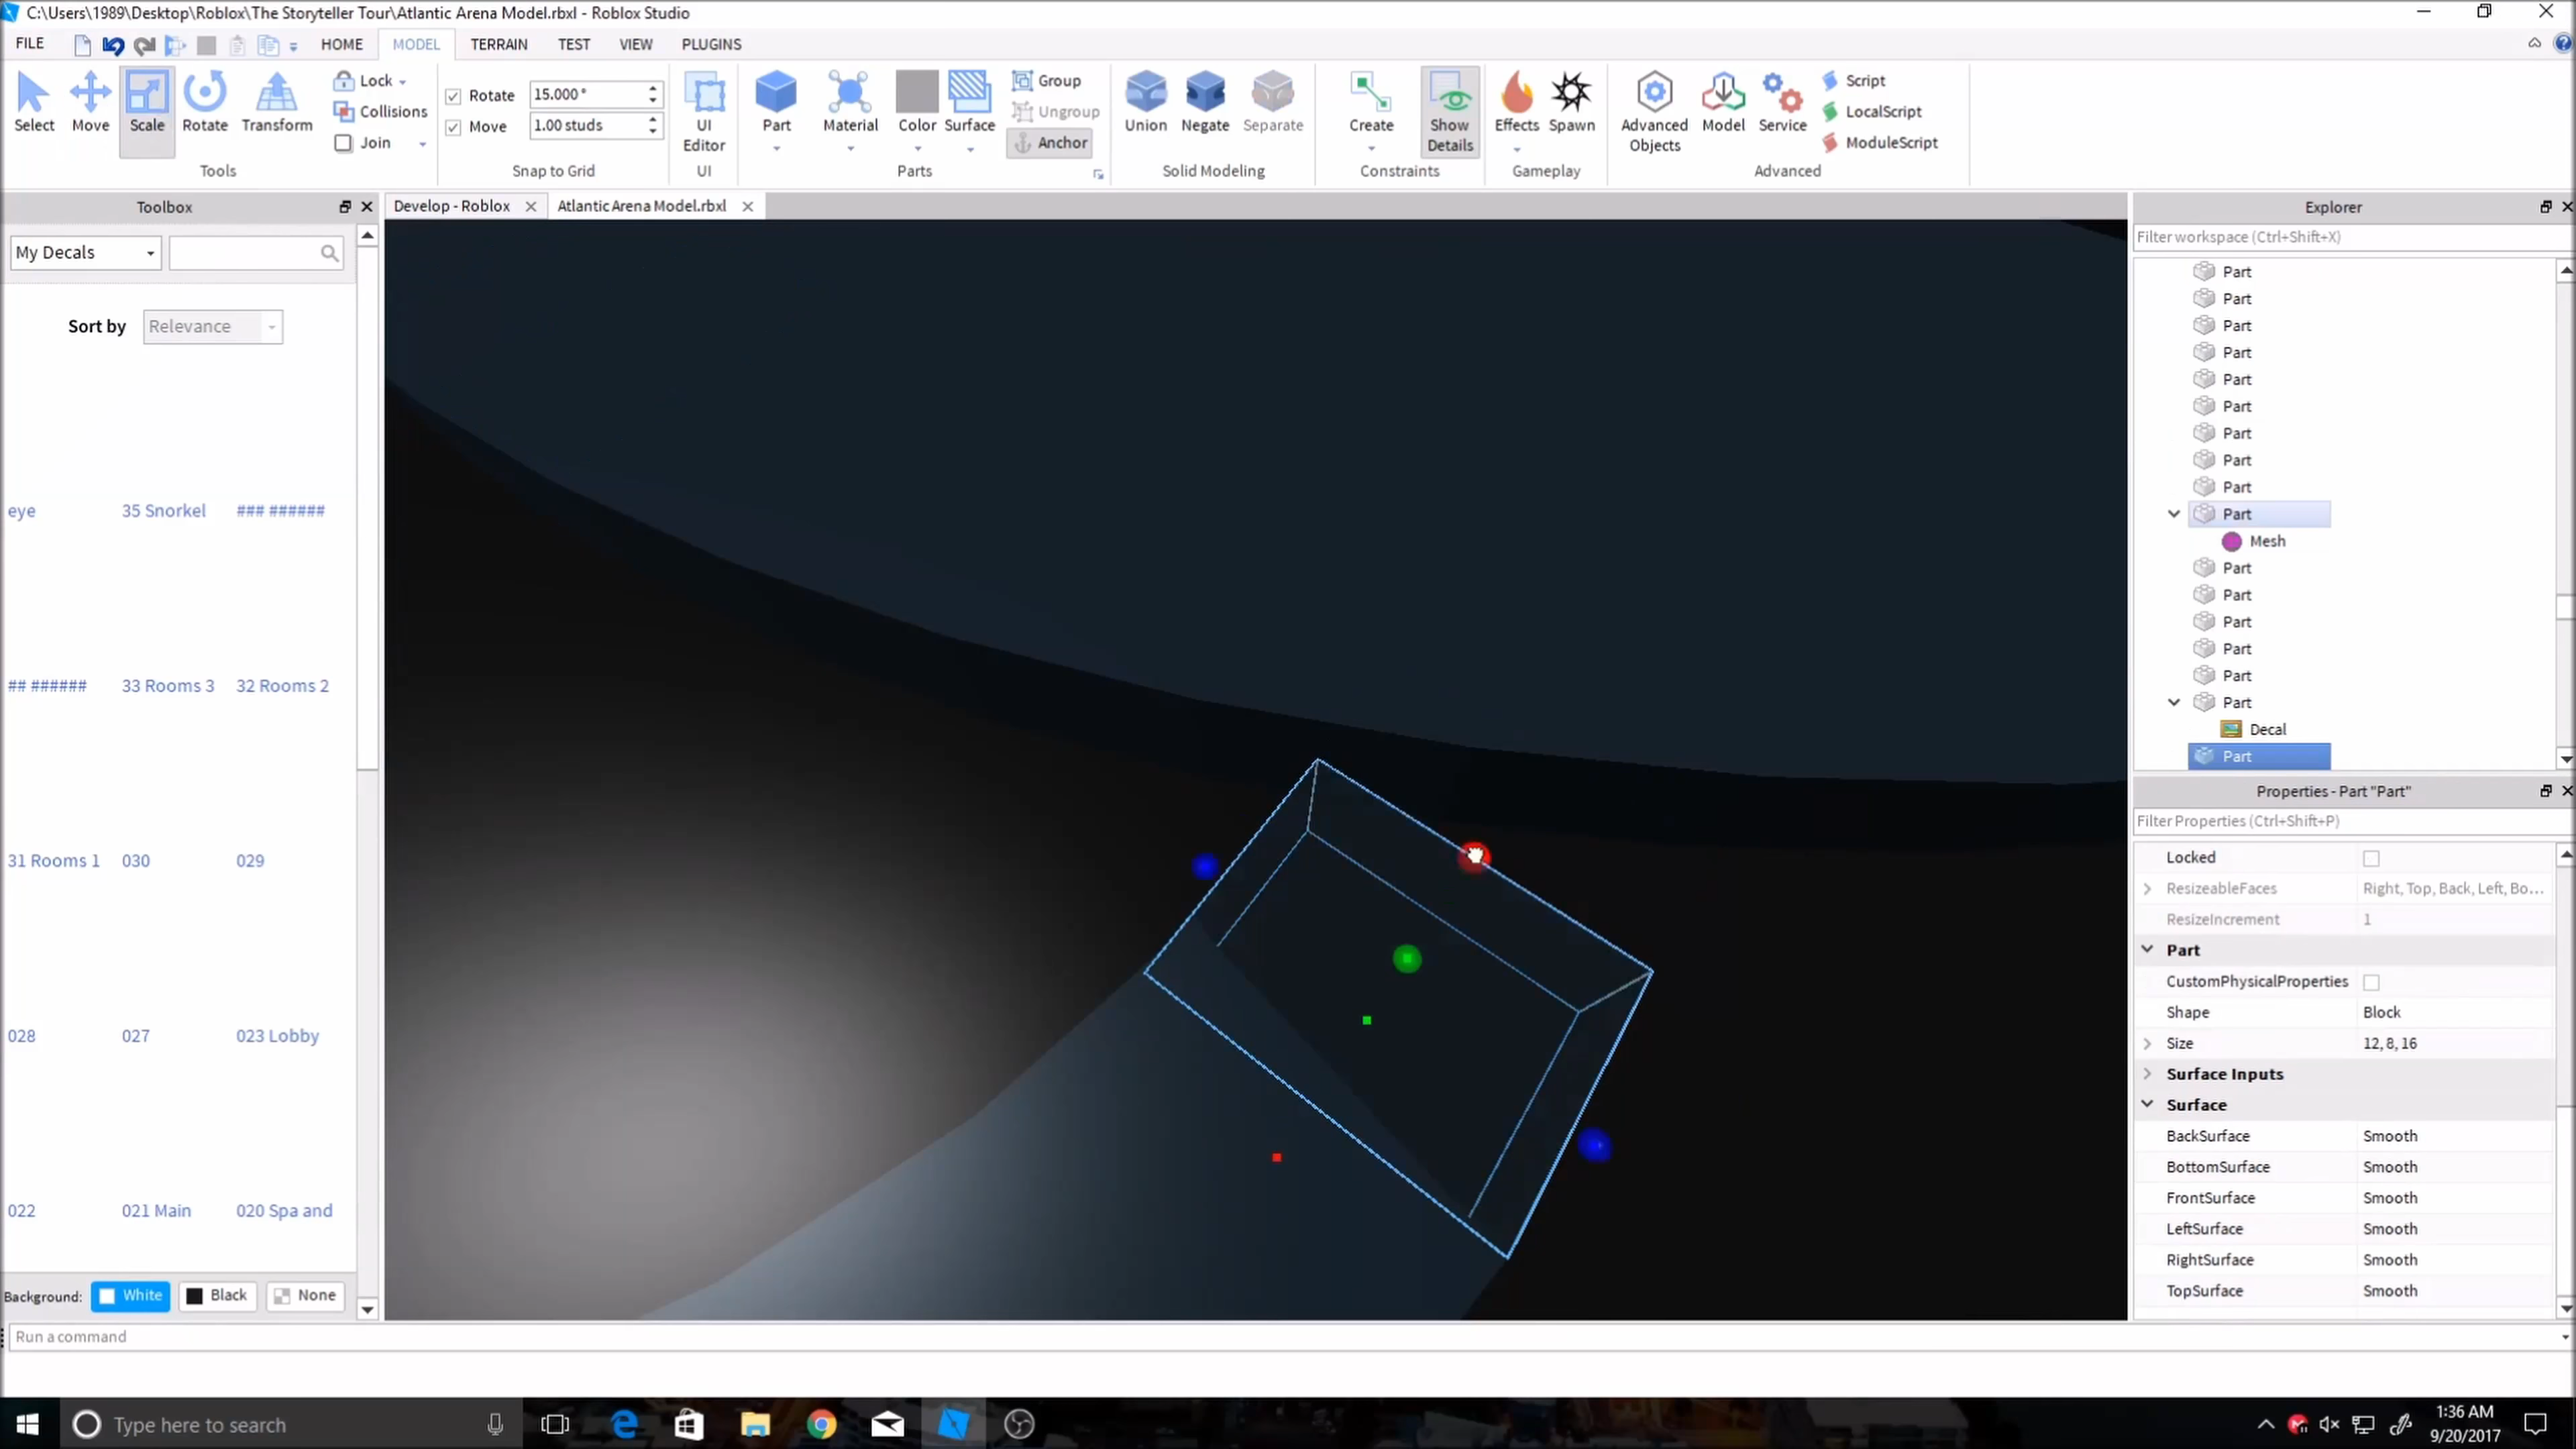 C:\Users\1989\Desktop\Roblox\The Storyteller Tour\Atlantic Arena Model.rbxl - Roblox Studio
FILE HOME MODEL TERRAIN TEST VIEW PLUGINS
Select Move Scale Rotate Transform
Lock
Collisions
Join
Tools
Rotate 15.000 °
Move 1.00 studs
Snap to Grid
UI Editor
UI
Part Material Color Surface
Group
Ungroup
Anchor
Parts
Union Negate Separate
Solid Modeling
Create Show Details
Constraints
Effects Spawn
Gameplay
Advanced Objects Model Service
Script
LocalScript
ModuleScript
Advanced
Toolbox
My Decals
Sort by Relevance
eye 35 Snorkel ### ######
## ###### 33 Rooms 3 32 Rooms 2
31 Rooms 1 030 029
028 027 023 Lobby
022 021 Main 020 Spa and
Background: White Black None
Develop - Roblox Atlantic Arena Model.rbxl
Explorer
Filter workspace (Ctrl+Shift+X)
Part
Part
Part
Part
Part
Part
Part
Part
Part
Part
Mesh
Part
Part
Part
Part
Part
Part
Decal
Part
Properties - Part "Part"
Filter Properties (Ctrl+Shift+P)
Locked
ResizeableFaces Right, Top, Back, Left, Bo...
ResizeIncrement 1
Part
CustomPhysicalProperties
Shape Block
Size 12, 8, 16
Surface Inputs
Surface
BackSurface Smooth
BottomSurface Smooth
FrontSurface Smooth
LeftSurface Smooth
RightSurface Smooth
TopSurface Smooth
Run a command
Type here to search
1:36 AM
9/20/2017